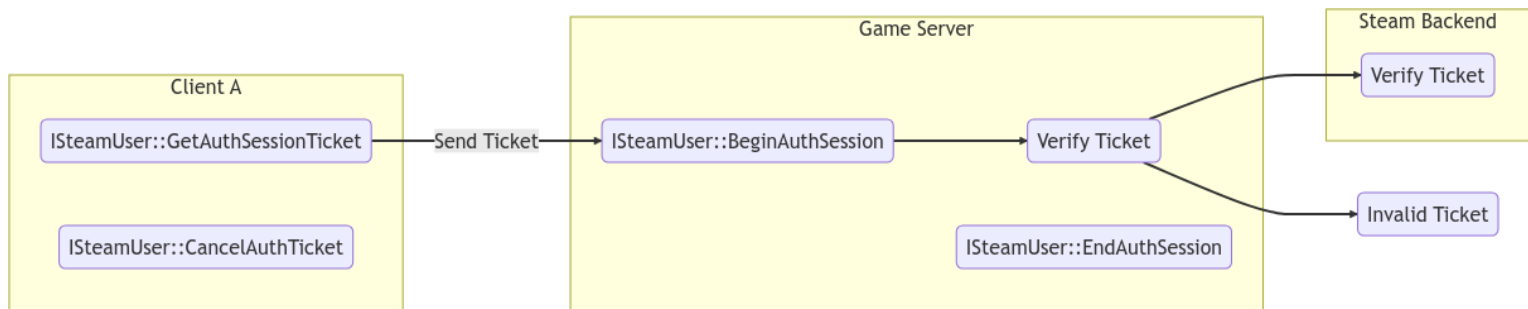 Client A
ISteamUser::GetAuthSessionTicket
ISteamUser::CancelAuthTicket
Send Ticket
Game Server
ISteamUser::BeginAuthSession
Verify Ticket
ISteamUser::EndAuthSession
Steam Backend
Verify Ticket
Invalid Ticket